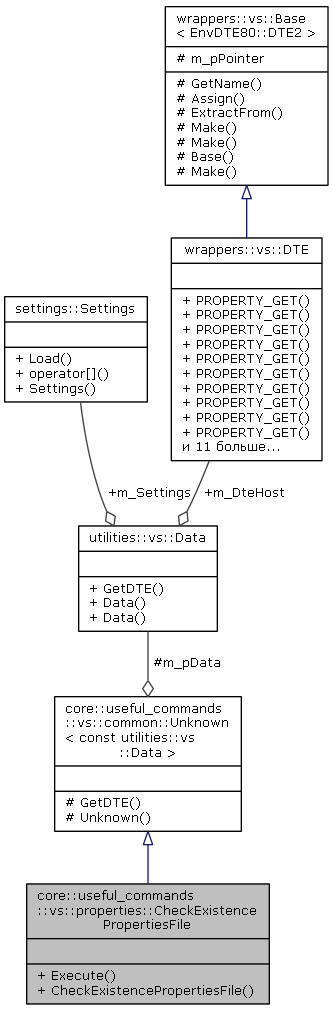 wrappers::vs::Base
< EnvDTE80::DTE2 >
# m_pPointer
# GetName()
# Assign()
# ExtractFrom()
# Make()
# Make()
# Base()
# Make()
wrappers::vs::DTE
+ PROPERTY_GET()
+ PROPERTY_GET()
+ PROPERTY_GET()
+ PROPERTY_GET()
+ PROPERTY_GET()
+ PROPERTY_GET()
+ PROPERTY_GET()
+ PROPERTY_GET()
+ PROPERTY_GET()
+ PROPERTY_GET()
и 11 больше...
settings::Settings
+ Load()
+ operator[]()
+ Settings()
+m_Settings
+m_DteHost
utilities::vs::Data
+ GetDTE()
+ Data()
+ Data()
#m_pData
core::useful_commands
::vs::common::Unknown
< const utilities::vs
::Data >
# GetDTE()
# Unknown()
core::useful_commands
::vs::properties::CheckExistence
PropertiesFile
+ Execute()
+ CheckExistencePropertiesFile()